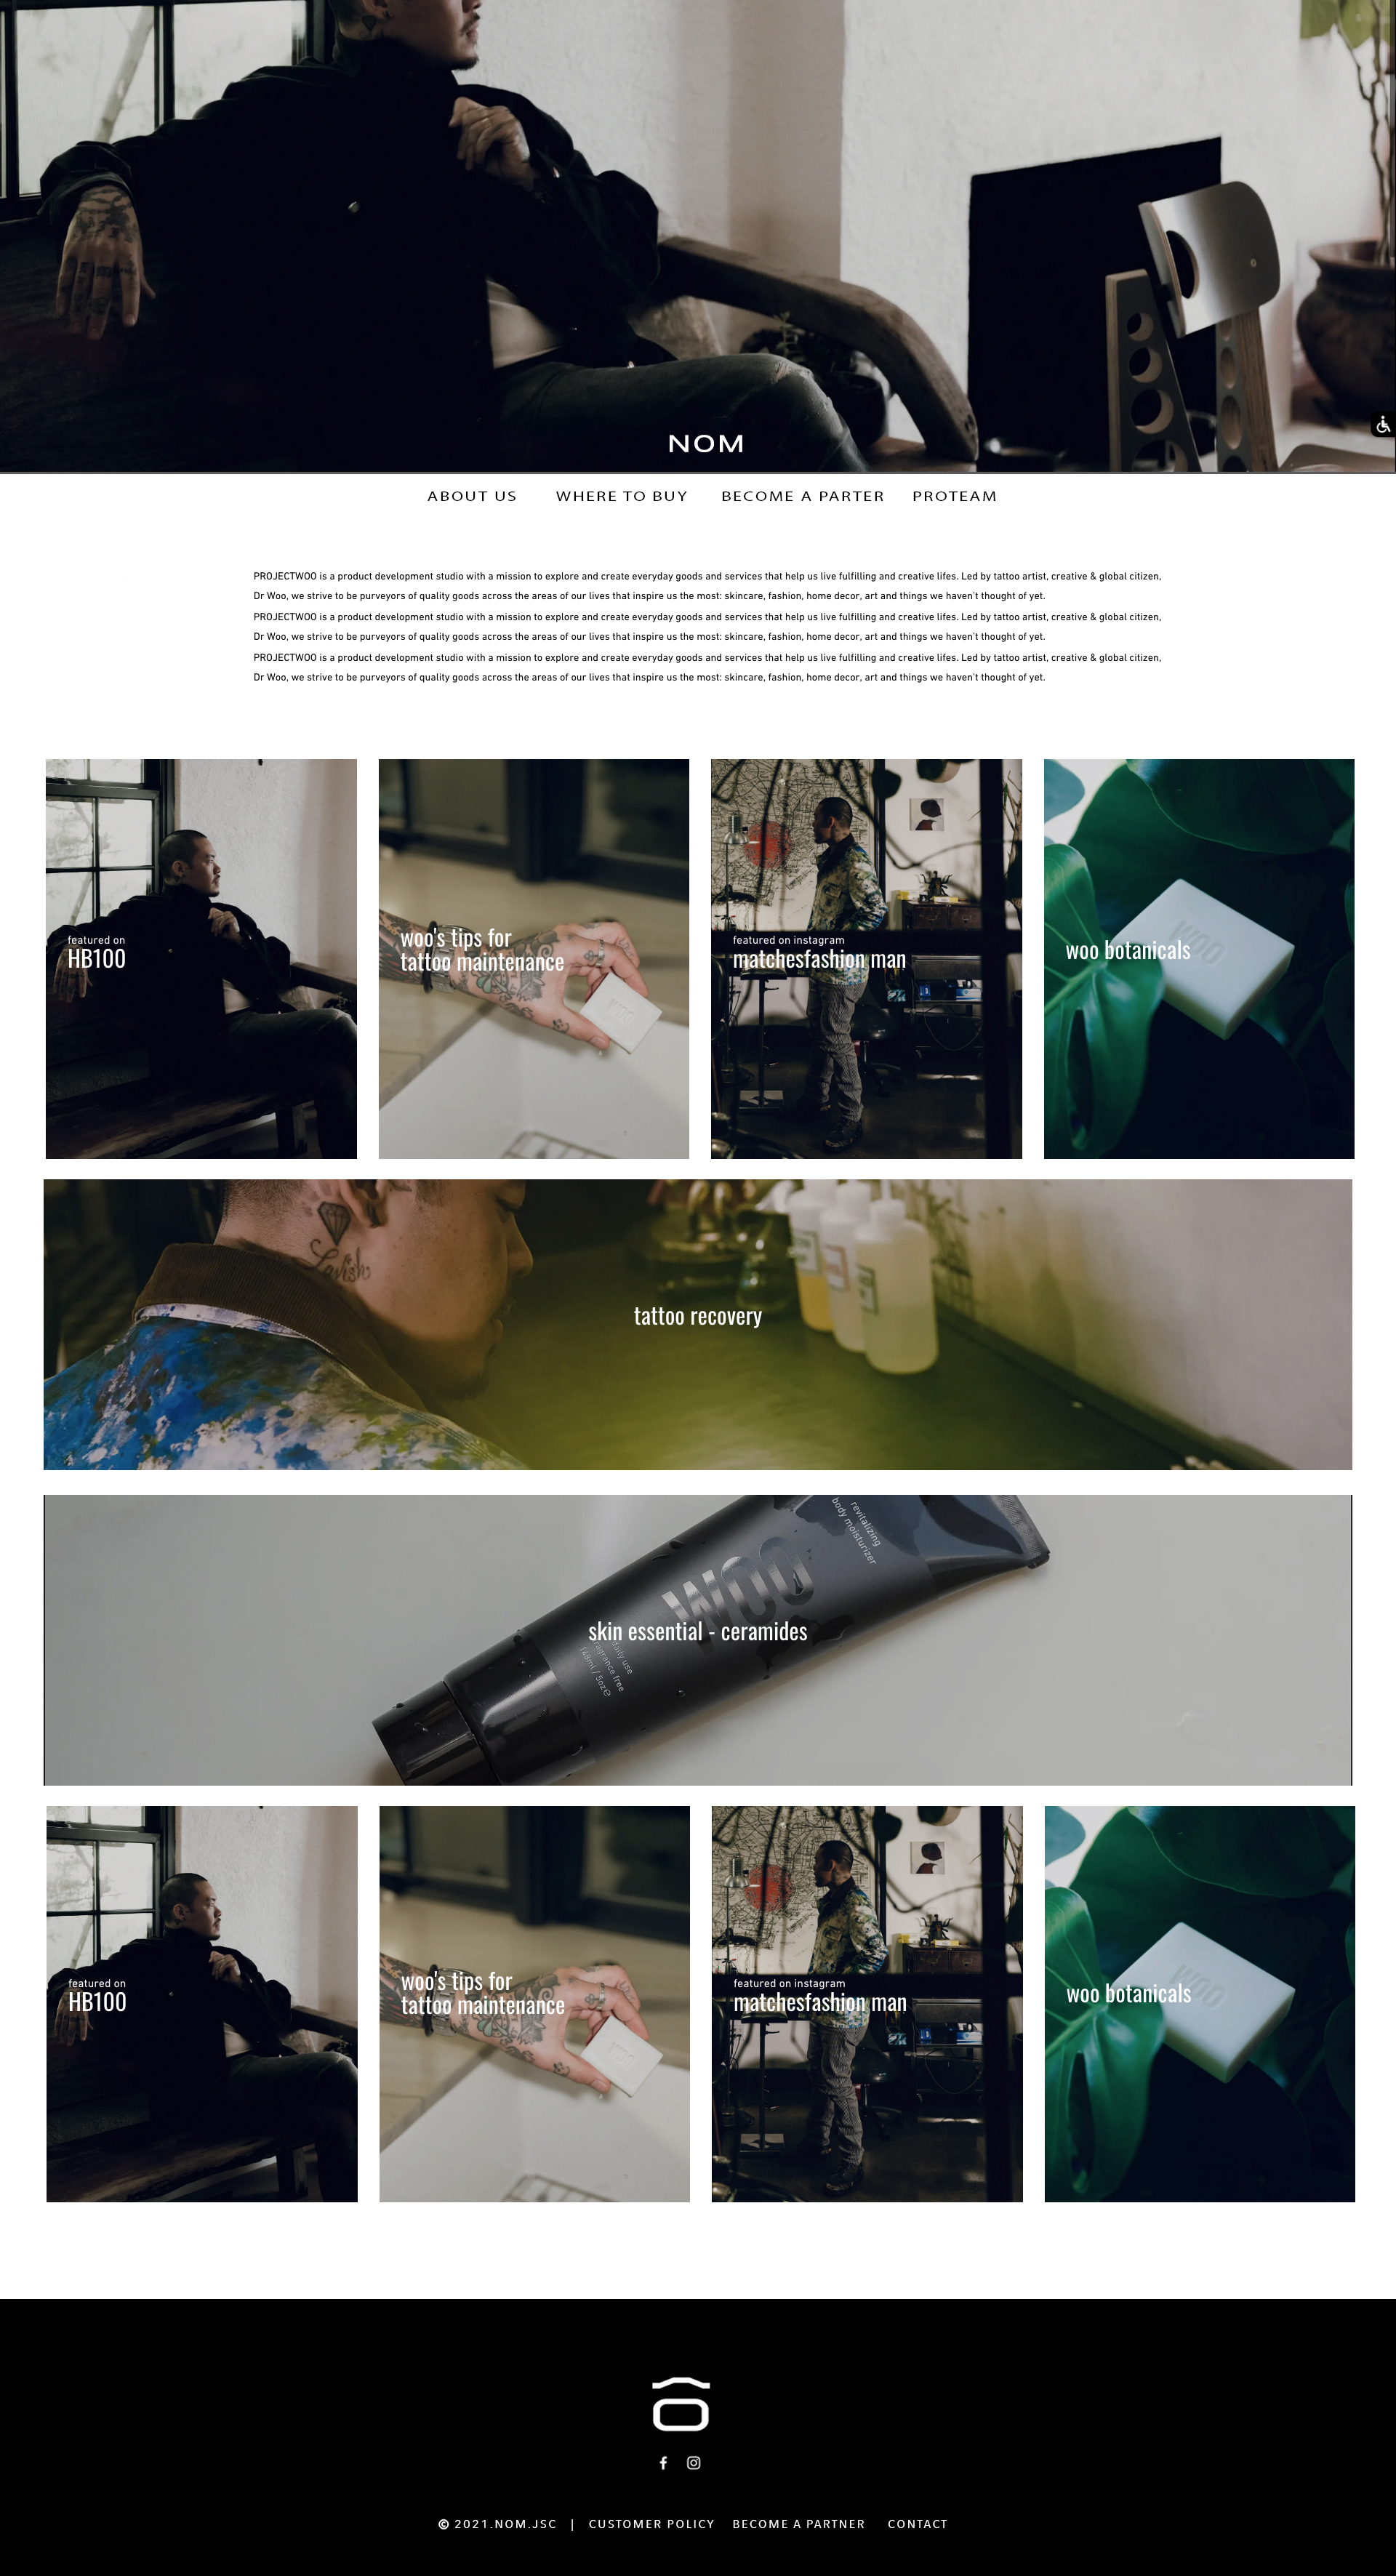 NOM
ABOUT US WHERE TO BUY BECOME A PARTER PROTEAM
PROJECTWOO is a product development studio with a mission to explore and create everyday goods and services that help us live fulfilling and creative lifes. Led by tattoo artist, creative & global citizen,
Dr Woo, we strive to be purveyors of quality goods across the areas of our lives that inspire us the most: skincare, fashion, home decor, art and things we haven't thought of yet.
PROJECTWOO is a product development studio with a mission to explore and create everyday goods and services that help us live fulfilling and creative lifes. Led by tattoo artist, creative & global citizen,
Dr Woo, we strive to be purveyors of quality goods across the areas of our lives that inspire us the most: skincare, fashion, home decor, art and things we haven't thought of yet.
PROJECTWOO is a product development studio with a mission to explore and create everyday goods and services that help us live fulfilling and creative lifes. Led by tattoo artist, creative & global citizen,
Dr Woo, we strive to be purveyors of quality goods across the areas of our lives that inspire us the most: skincare, fashion, home decor, art and things we haven't thought of yet.
featured on
HB100
woo's tips for
tattoo maintenance
WOO
featured on instagram
matchesfashion man
woo botanicals
WOO
Lavish
tattoo recovery
revitalizing
body moisturizer
WOO
skin essential - ceramides
daily use
fragrance free
148ml / 5oz e
featured on
HB100
woo's tips for
tattoo maintenance
WOO
featured on instagram
matchesfashion man
woo botanicals
WOO
ô
© 2021.NOM.JSC | CUSTOMER POLICY BECOME A PARTNER CONTACT